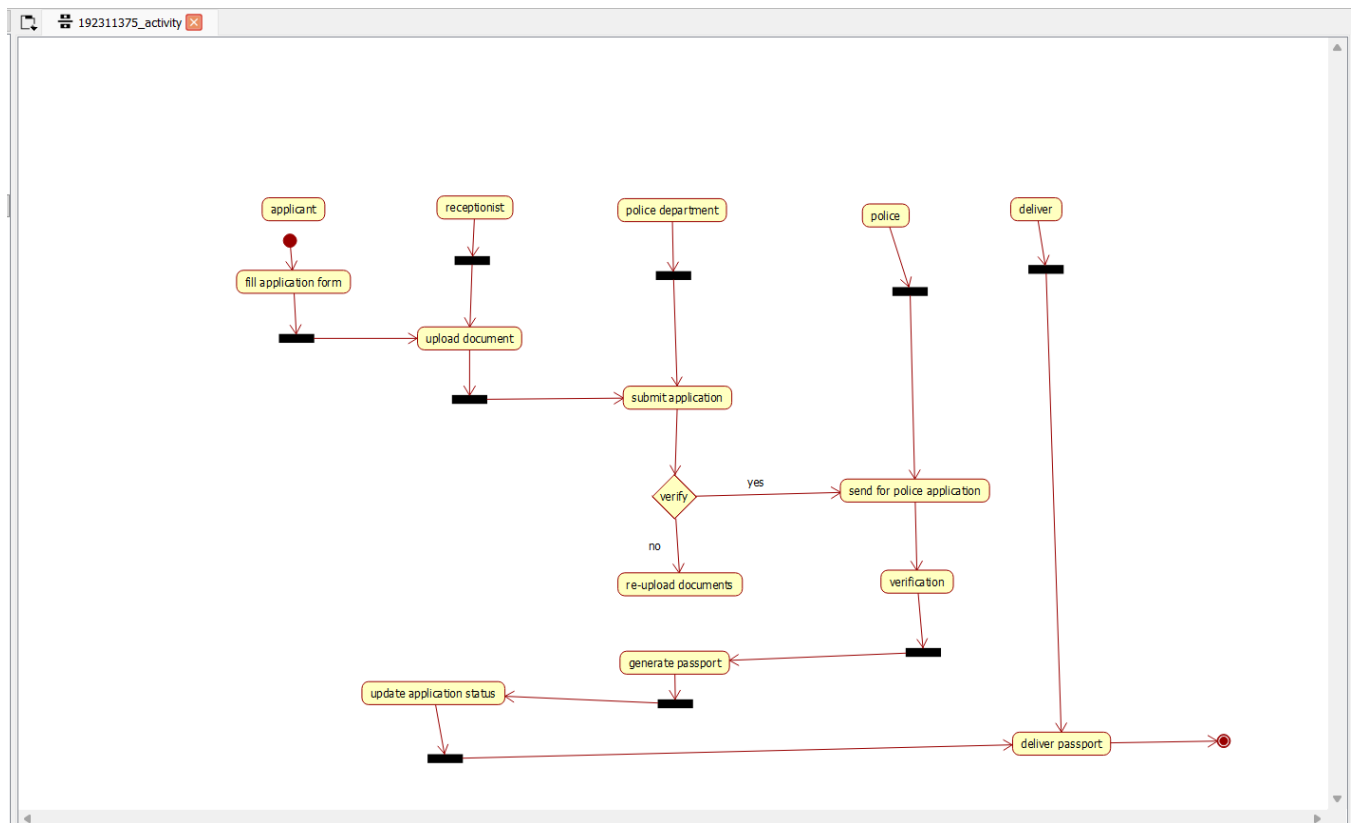 192311375_activity
applicant
receptionist
police department
police
deliver
fill application form
upload document
submit application
verify
yes
send for police application
no
re-upload documents
verification
generate passport
update application status
deliver passport